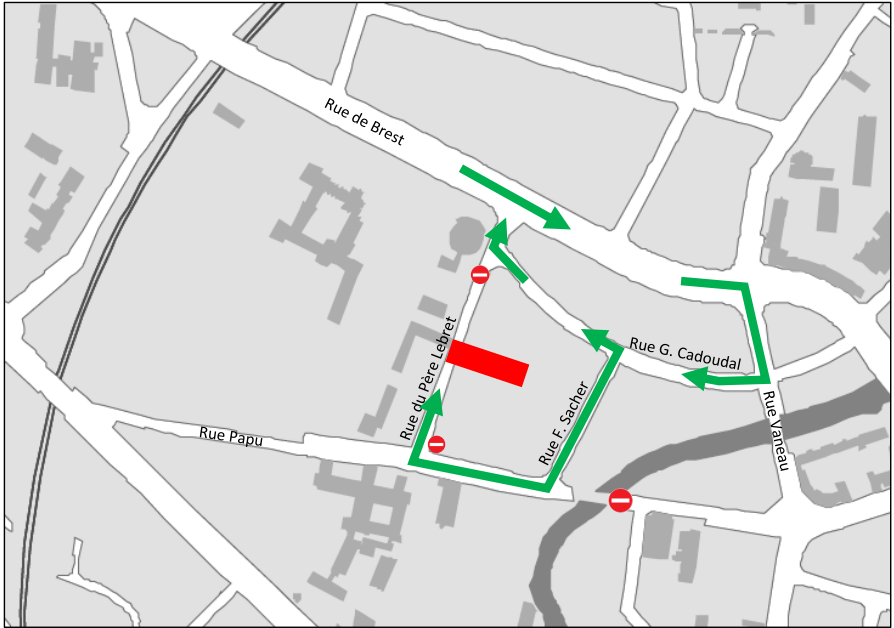 Rue de Brest
Rue G. Cadoudal
Rue du Père Lebret
Rue F. Sacher
Rue Vaneau
Rue Papu